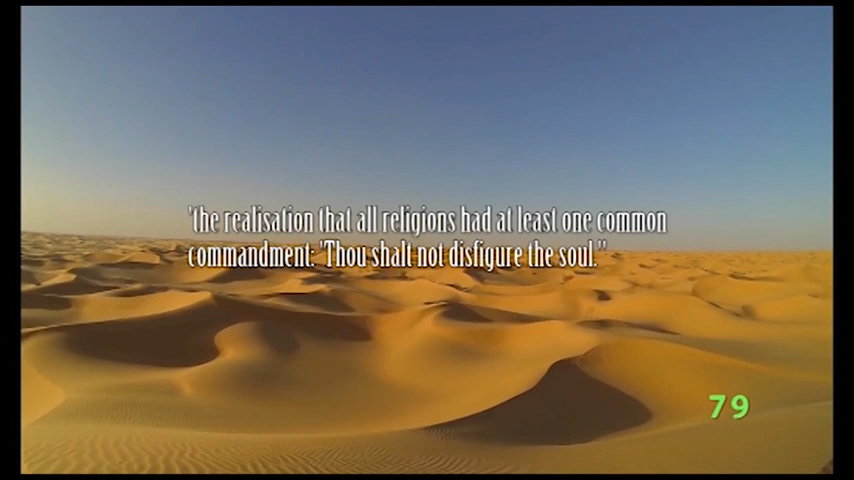 'the realisation that all religions had at least one common
commandment: 'Thou shalt not disfigure the soul.''
79